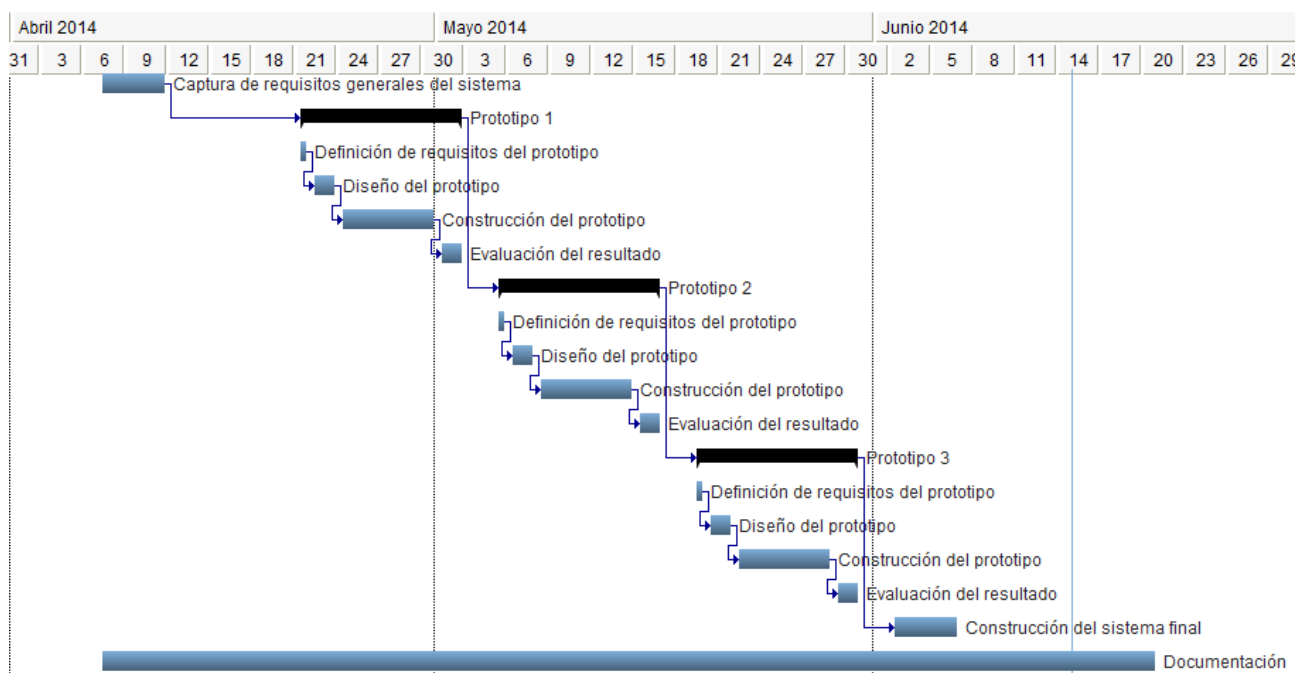 Abril 2014 Mayo 2014 Junio 2014
31 3 6 9 12 15 18 21 24 27 30 3 6 9 12 15 18 21 24 27 30 2 5 8 11 14 17 20 23 26 29
Captura de requisitos generales del sistema
Prototipo 1
Definición de requisitos del prototipo
Diseño del prototipo
Construcción del prototipo
Evaluación del resultado
Prototipo 2
Definición de requisitos del prototipo
Diseño del prototipo
Construcción del prototipo
Evaluación del resultado
Prototipo 3
Definición de requisitos del prototipo
Diseño del prototipo
Construcción del prototipo
Evaluación del resultado
Construcción del sistema final
Documentación